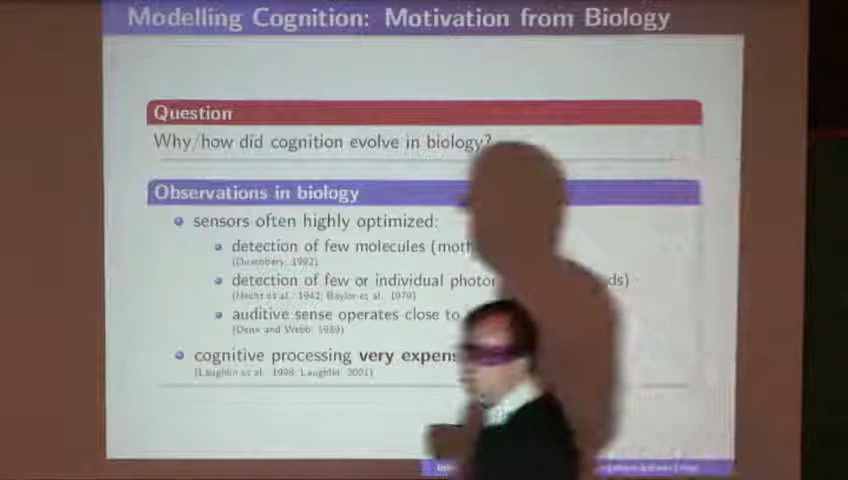 Modelling Cognition: Motivation from Biology
Question
Why/how did cognition evolve in biology?
Observations in biology
sensors often highly optimized:
detection of few molecules (moth
(Dusenbery, 1992)
detection of few or individual photon ds)
(Hecht et al., 1942; Baylor et al., 1979)
auditive sense operates close to
(Denk and Webb, 1989)
cognitive processing very expens
(Laughlin et al., 1998; Laughlin, 2001)